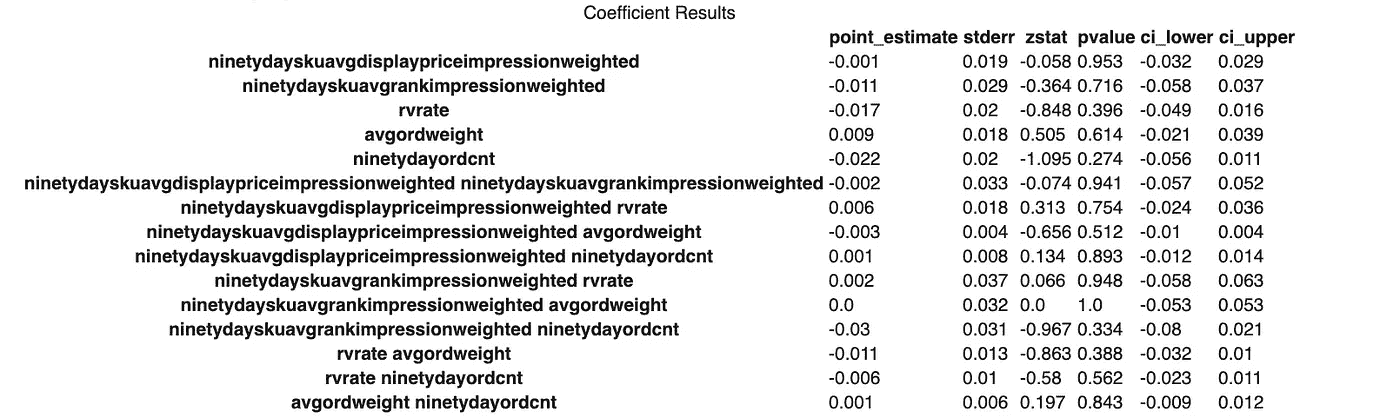 Coefficient Results
point_estimate stderr zstat pvalue ci_lower ci_upper
ninetydayskuavgdisplaypriceimpressionweighted -0.001 0.019 -0.058 0.953 -0.032 0.029
ninetydayskuavgrankimpressionweighted -0.011 0.029 -0.364 0.716 -0.058 0.037
rvrate -0.017 0.02 -0.848 0.396 -0.049 0.016
avgordweight 0.009 0.018 0.505 0.614 -0.021 0.039
ninetydayordcnt -0.022 0.02 -1.095 0.274 -0.056 0.011
ninetydayskuavgdisplaypriceimpressionweighted ninetydayskuavgrankimpressionweighted -0.002 0.033 -0.074 0.941 -0.057 0.052
ninetydayskuavgdisplaypriceimpressionweighted rvrate 0.006 0.018 0.313 0.754 -0.024 0.036
ninetydayskuavgdisplaypriceimpressionweighted avgordweight -0.003 0.004 -0.656 0.512 -0.01 0.004
ninetydayskuavgdisplaypriceimpressionweighted ninetydayordcnt 0.001 0.008 0.134 0.893 -0.012 0.014
ninetydayskuavgrankimpressionweighted rvrate 0.002 0.037 0.066 0.948 -0.058 0.063
ninetydayskuavgrankimpressionweighted avgordweight 0.0 0.032 0.0 1.0 -0.053 0.053
ninetydayskuavgrankimpressionweighted ninetydayordcnt -0.03 0.031 -0.967 0.334 -0.08 0.021
rvrate avgordweight -0.011 0.013 -0.863 0.388 -0.032 0.01
rvrate ninetydayordcnt -0.006 0.01 -0.58 0.562 -0.023 0.011
avgordweight ninetydayordcnt 0.001 0.006 0.197 0.843 -0.009 0.012